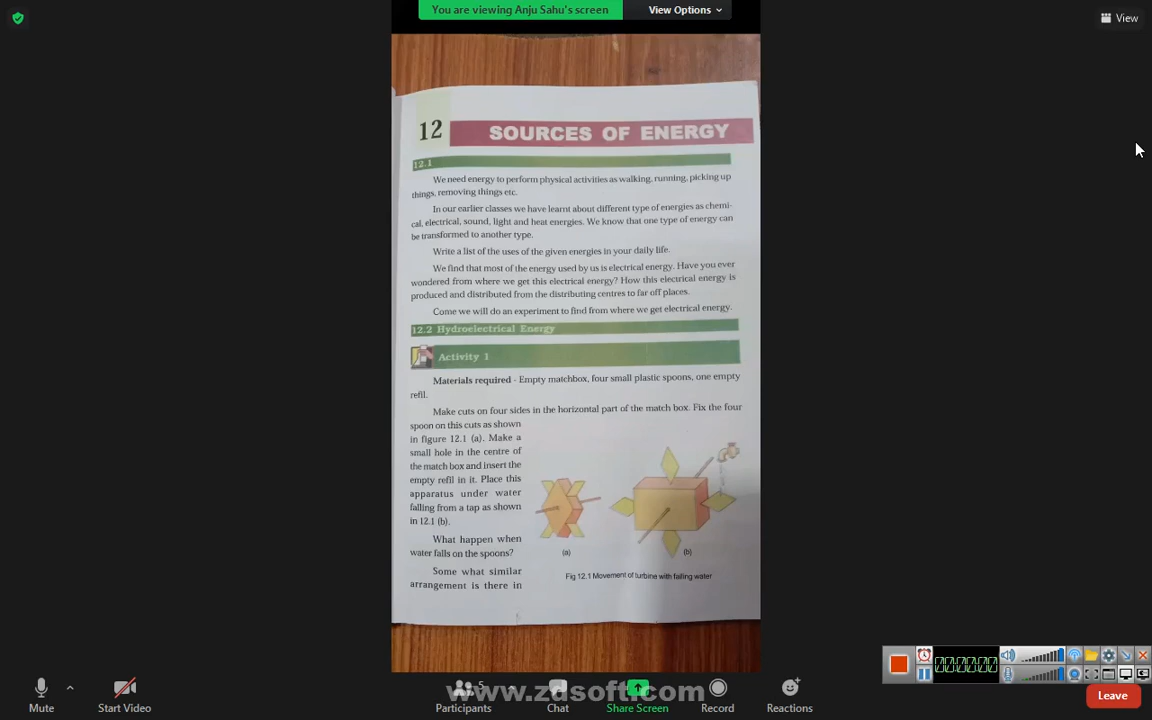 You are viewing Anju Sahu's screen
View Options
View
12
SOURCES OF ENERGY
12.1
We need energy to perform physical activities as walking, running, picking up
things, removing things etc.
In our earlier classes we have learnt about different type of energies as chemi-
cal, electrical, sound, light and heat energies. We know that one type of energy can
be transformed to another type.
Write a list of the uses of the given energies in your daily life.
We find that most of the energy used by us is electrical energy. Have you ever
wondered from where we get this electrical energy? How this electrical energy is
produced and distributed from the distributing centres to far off places.
Come we will do an experiment to find from where we get electrical energy.
12.2 Hydroelectrical Energy
Activity 1
Materials required - Empty matchbox, four small plastic spoons, one empty
refil.
Make cuts on four sides in the horizontal part of the match box. Fix the four
spoon on this cuts as shown
in figure 12.1 (a). Make a
small hole in the centre of
the match box and insert the
empty refil in it. Place this
apparatus under water
falling from a tap as shown
in 12.1 (b).
What happen when
water falls on the spoons?
Some what similar
arrangement is there in
(a)
(b)
Fig 12.1 Movement of turbine with falling water
Mute
Start Video
Participants
5
Chat
Share Screen
Record
Reactions
Leave
www.zdsoft.com